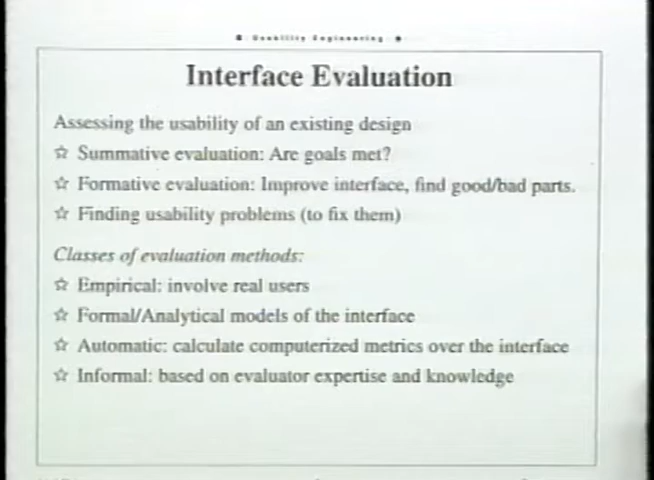 Usability Engineering
Interface Evaluation
Assessing the usability of an existing design
☆ Summative evaluation: Are goals met?
☆ Formative evaluation: Improve interface, find good/bad parts.
☆ Finding usability problems (to fix them)
Classes of evaluation methods:
☆ Empirical: involve real users
☆ Formal/Analytical models of the interface
☆ Automatic: calculate computerized metrics over the interface
☆ Informal: based on evaluator expertise and knowledge